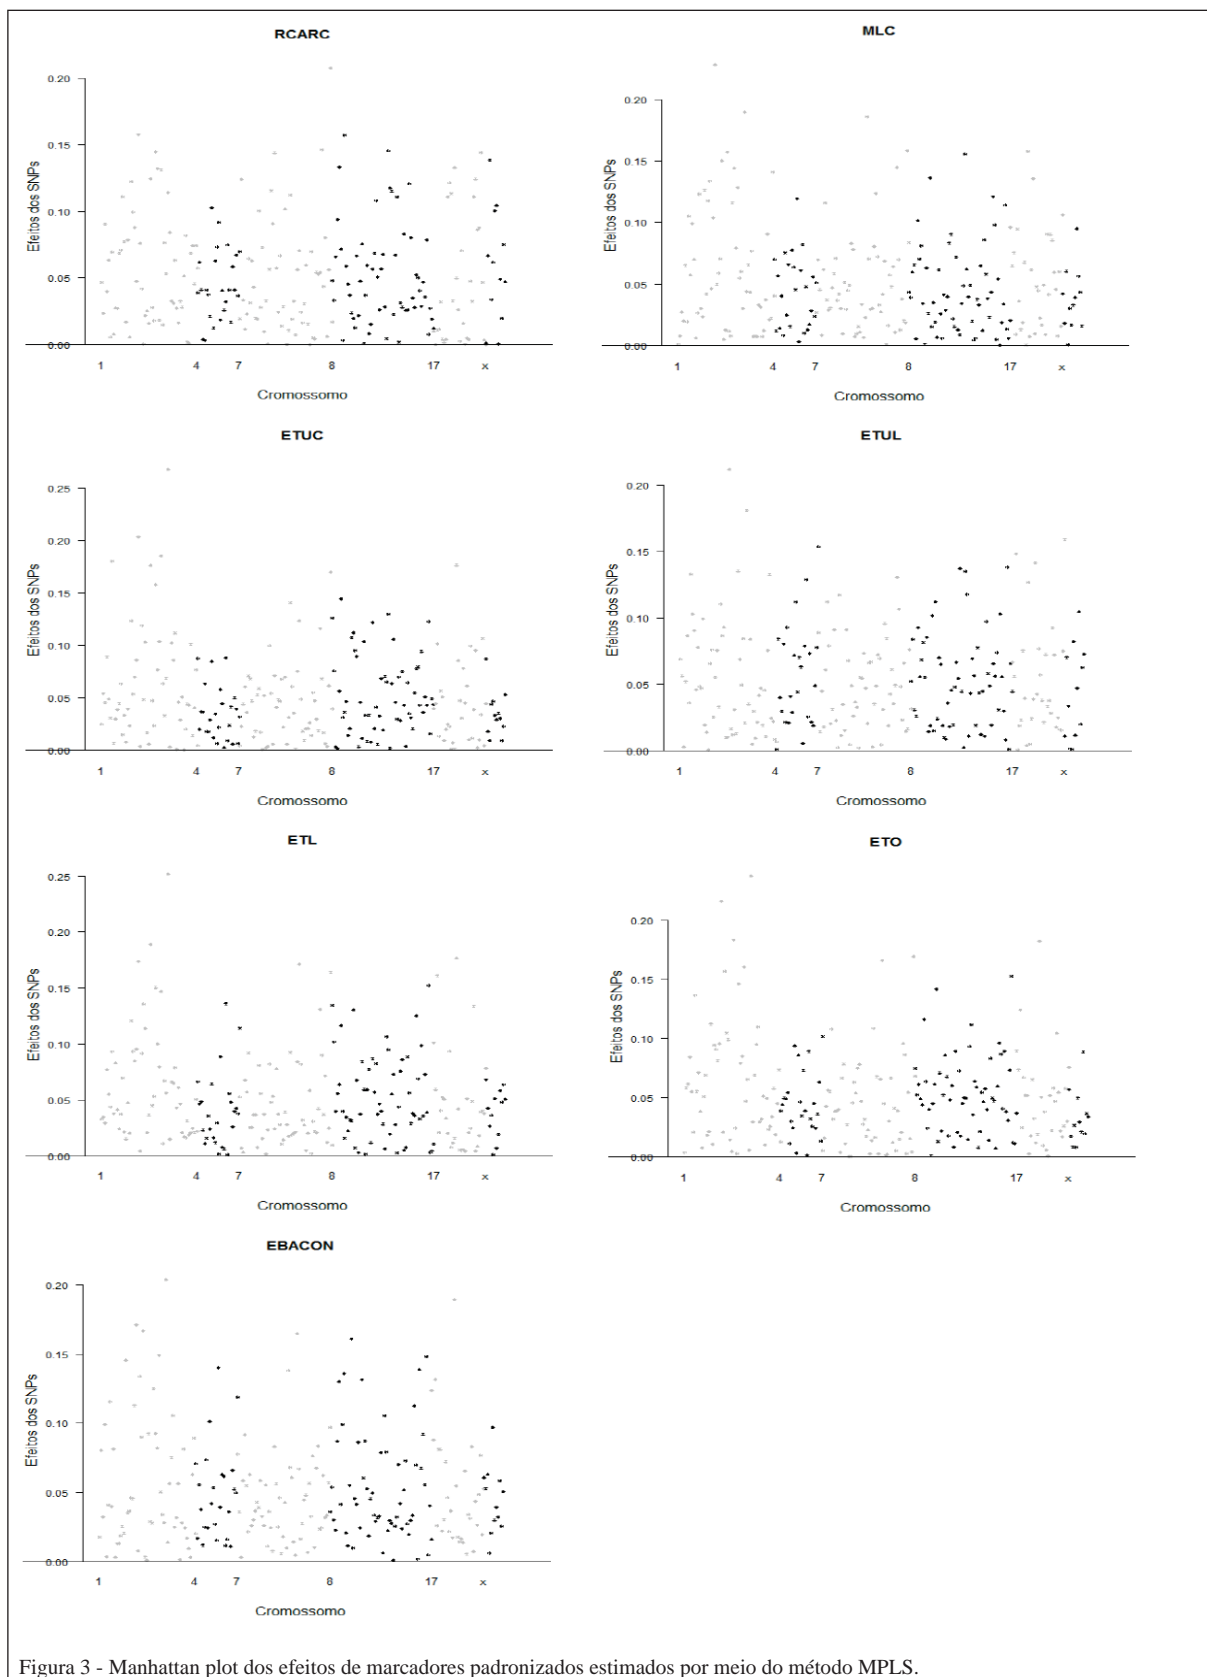 RCARC
0.20
0.15
0.10
0.05
0.00
Efeitos dos SNPs
1 4 7 8 17 x
Cromossomo
MLC
0.20
0.15
0.10
0.05
0.00
Efeitos dos SNPs
1 4 7 8 17 x
Cromossomo
ETUC
0.25
0.20
0.15
0.10
0.05
0.00
Efeitos dos SNPs
1 4 7 8 17 x
Cromossomo
ETUL
0.20
0.15
0.10
0.05
0.00
Efeitos dos SNPs
1 4 7 8 17 x
Cromossomo
ETL
0.25
0.20
0.15
0.10
0.05
0.00
Efeitos dos SNPs
1 4 7 8 17 x
Cromossomo
ETO
0.20
0.15
0.10
0.05
0.00
Efeitos dos SNPs
1 4 7 8 17 x
Cromossomo
EBACON
0.20
0.15
0.10
0.05
0.00
Efeitos dos SNPs
1 4 7 8 17 x
Cromossomo
Figura 3 - Manhattan plot dos efeitos de marcadores padronizados estimados por meio do método MPLS.